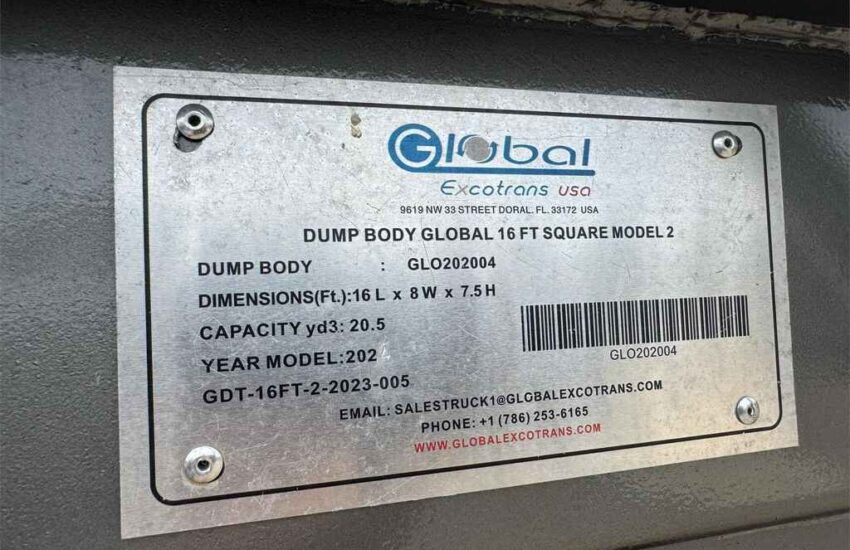 Global
Excotrans usa
9619 NW 33 STREET DORAL. FL. 33172 USA
DUMP BODY GLOBAL 16 FT SQUARE MODEL 2
DUMP BODY : GLO202004
DIMENSIONS(Ft.):16 L x 8 W x 7.5 H
CAPACITY yd3: 20.5
YEAR MODEL:202
GDT-16FT-2-2023-005
GLO202004
EMAIL: SALESTRUCK1@GLOBALEXCOTRANS.COM
PHONE: +1 (786) 253-6165
WWW.GLOBALEXCOTRANS.COM